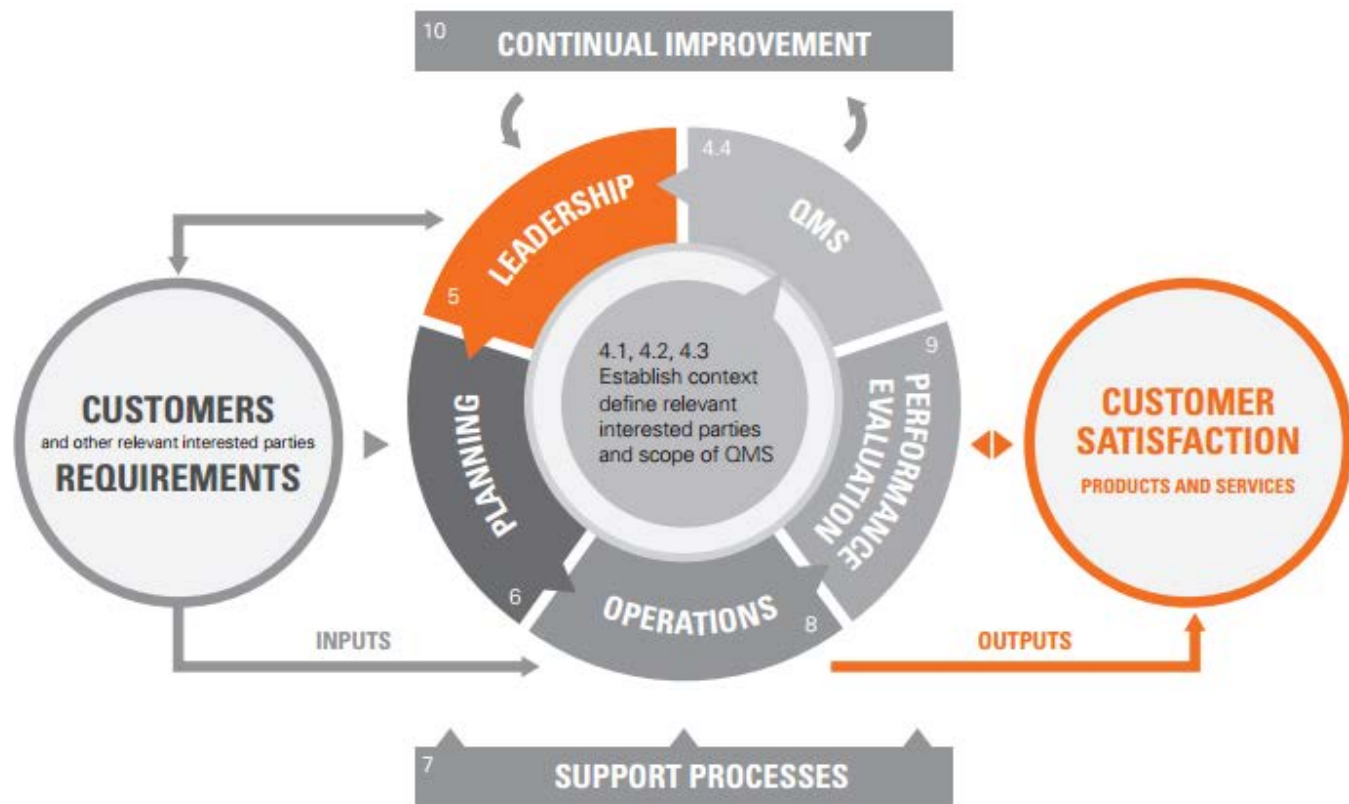 10
CONTINUAL IMPROVEMENT
4.4
LEADERSHIP
QMS
5
9
4.1, 4.2, 4.3
Establish context
define relevant
interested parties
and scope of QMS
CUSTOMERS
and other relevant interested parties
REQUIREMENTS
PLANNING
PERFORMANCE
EVALUATION
CUSTOMER
SATISFACTION
PRODUCTS AND SERVICES
6
OPERATIONS
8
INPUTS
OUTPUTS
7
SUPPORT PROCESSES